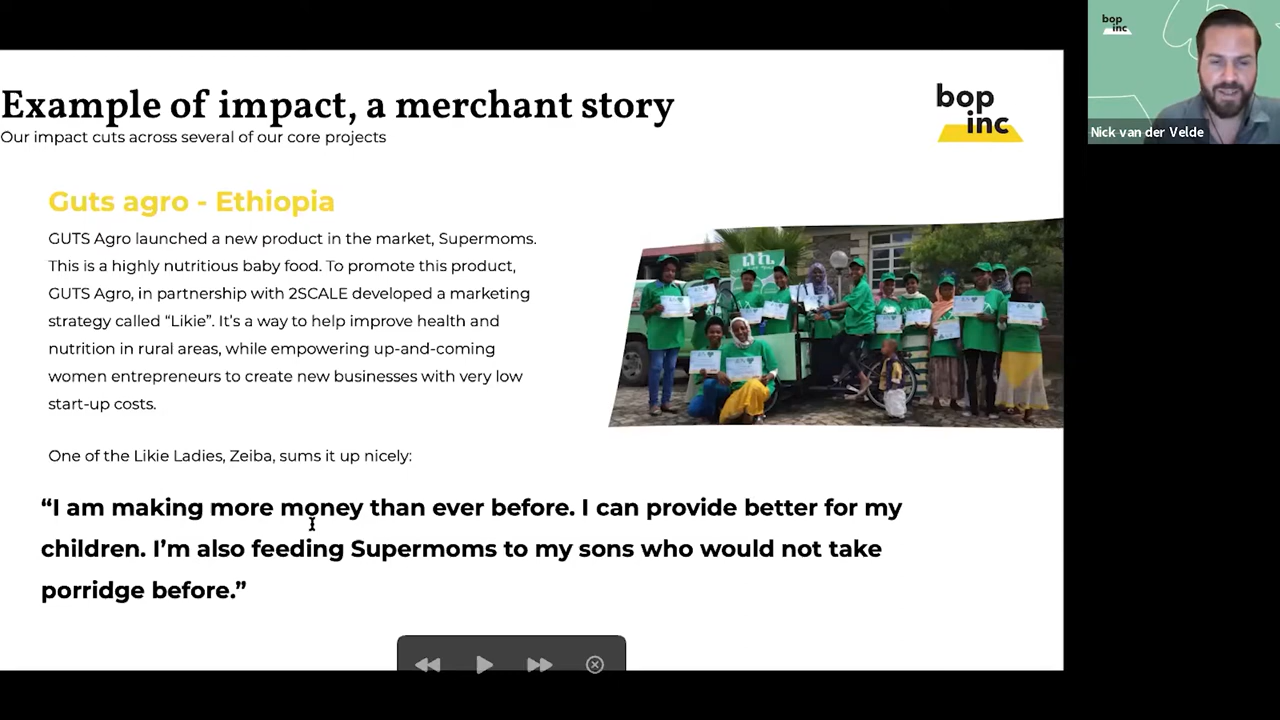 Example of impact, a merchant story
Our impact cuts across several of our core projects
bop
inc
bop
inc
Nick van der Velde
Guts agro - Ethiopia
GUTS Agro launched a new product in the market, Supermoms.
This is a highly nutritious baby food. To promote this product,
GUTS Agro, in partnership with 2SCALE developed a marketing
strategy called “Likie”. It’s a way to help improve health and
nutrition in rural areas, while empowering up-and-coming
women entrepreneurs to create new businesses with very low
start-up costs.
ልኬ
One of the Likie Ladies, Zeiba, sums it up nicely:
“I am making more money than ever before. I can provide better for my
children. I’m also feeding Supermoms to my sons who would not take
porridge before.”